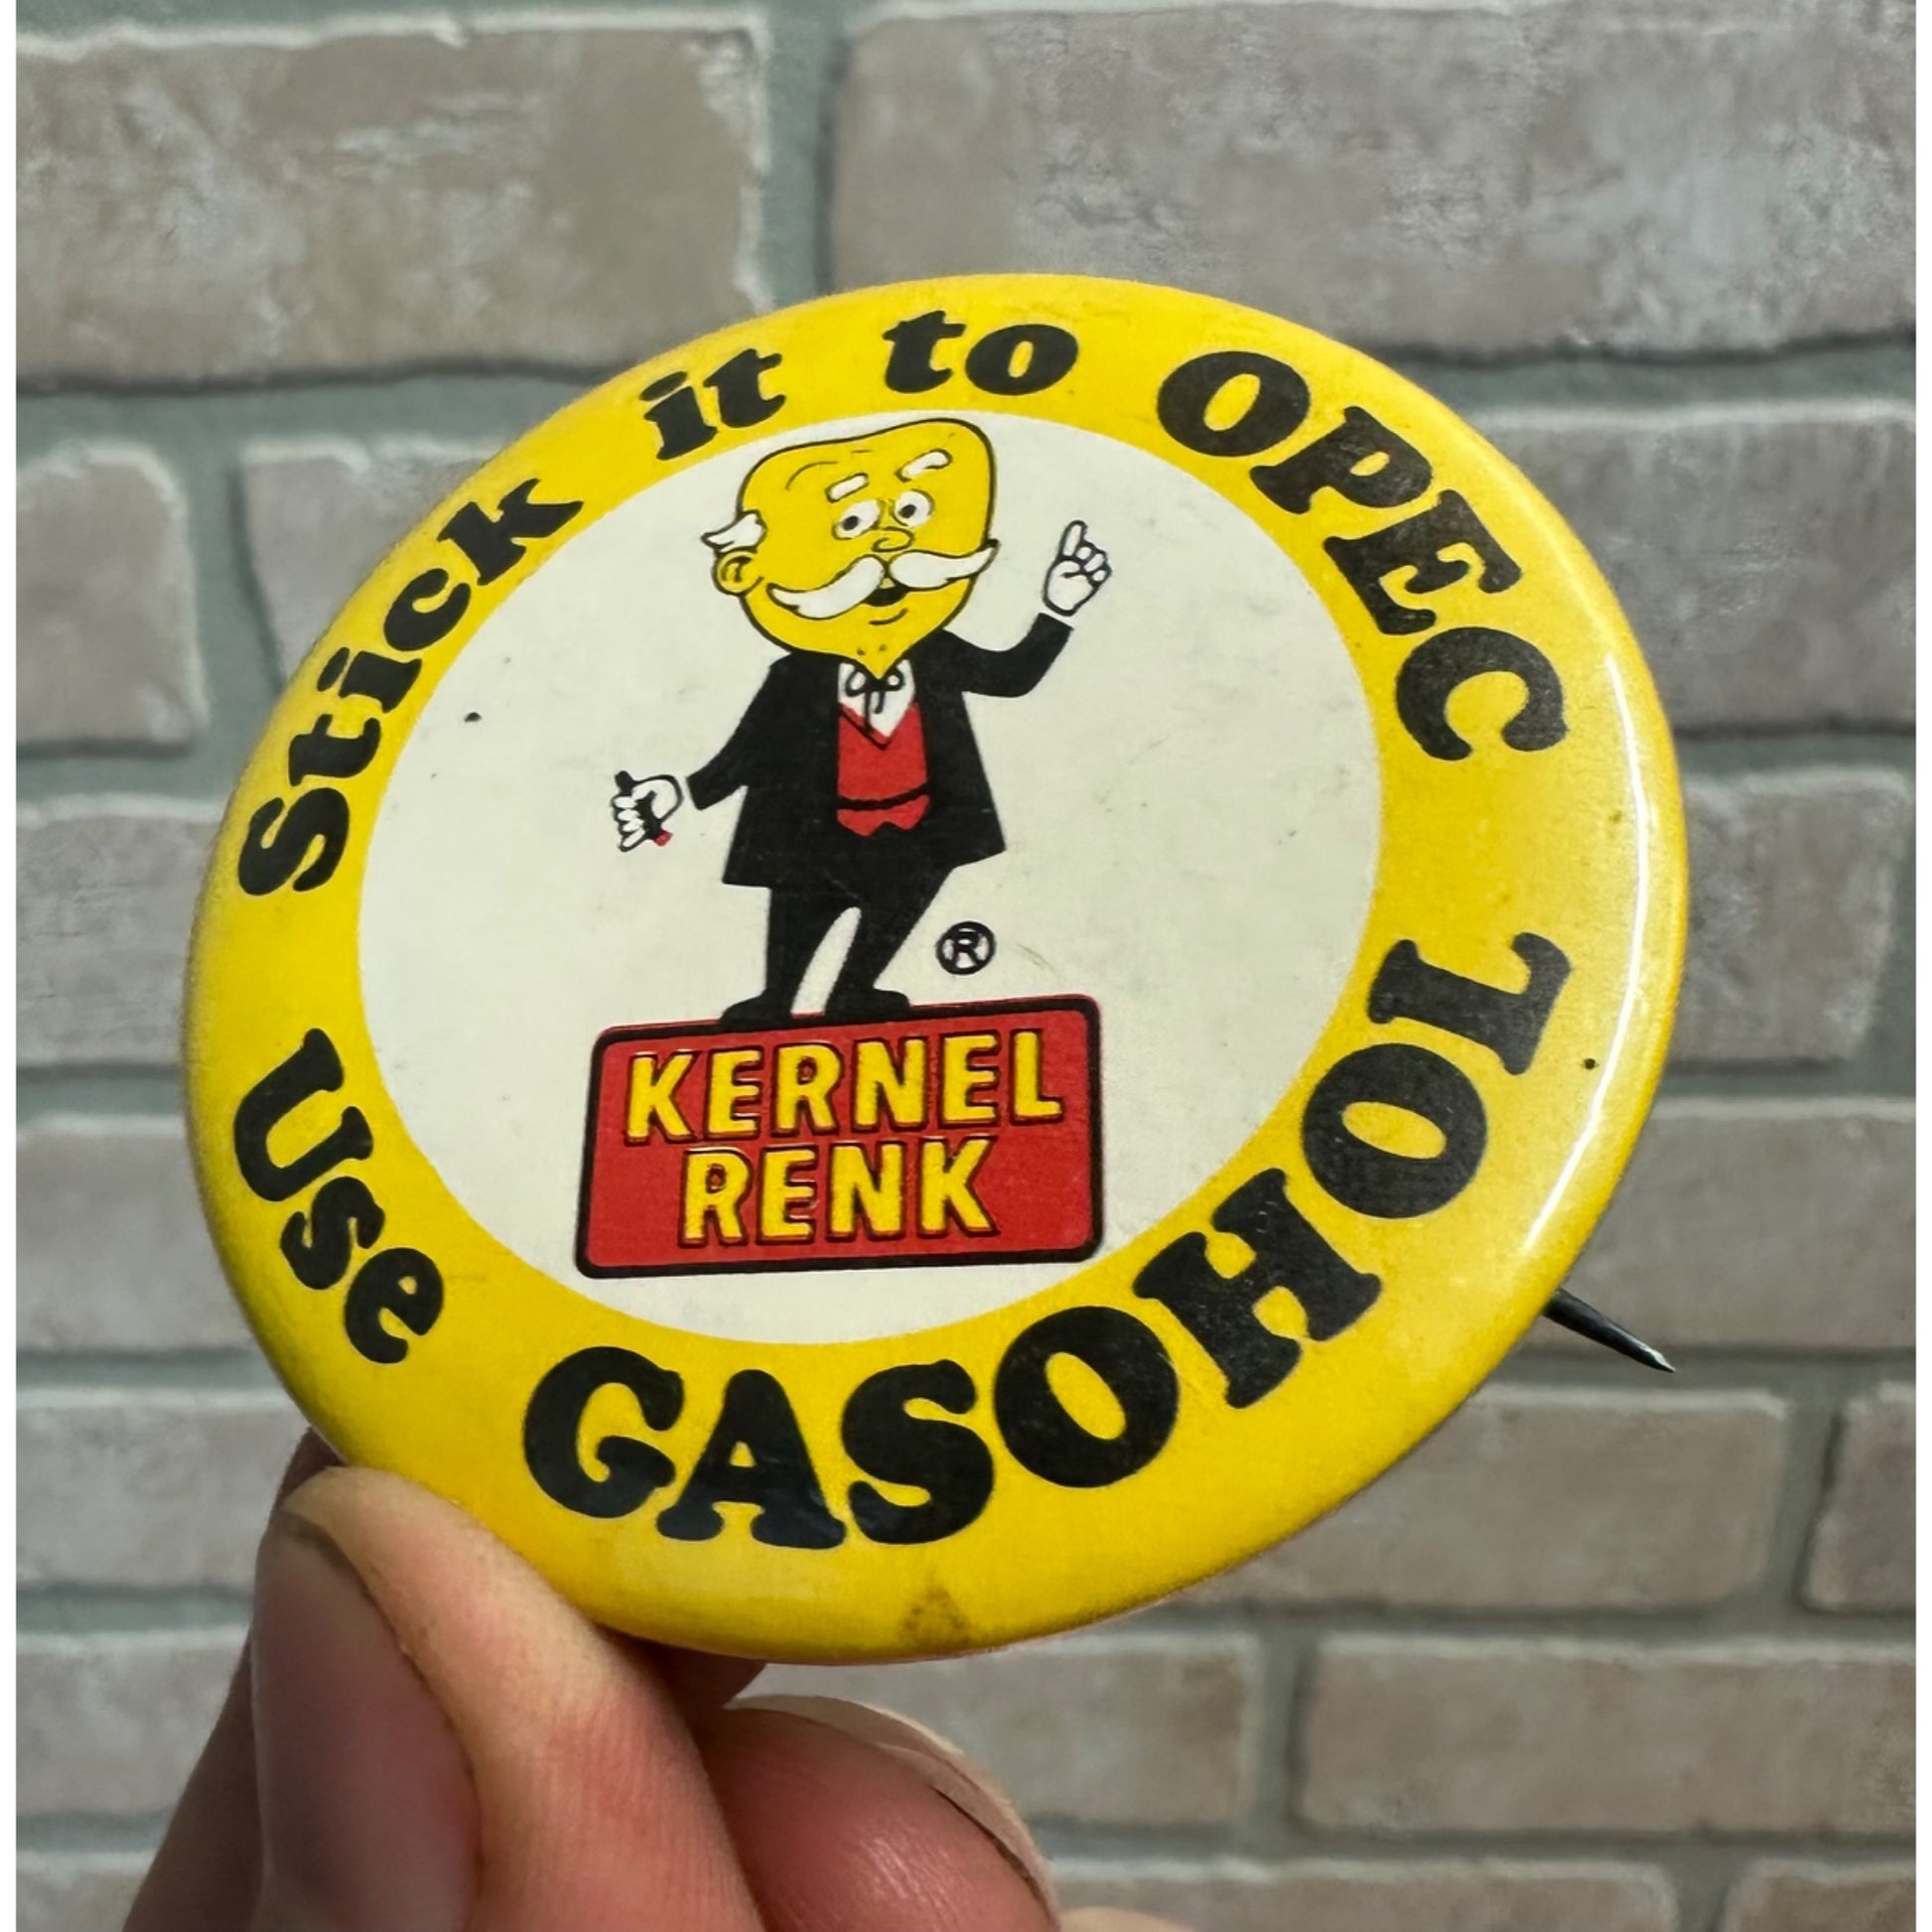 Stick it to OPEC
®
KERNEL
RENK
Use GASOHOL